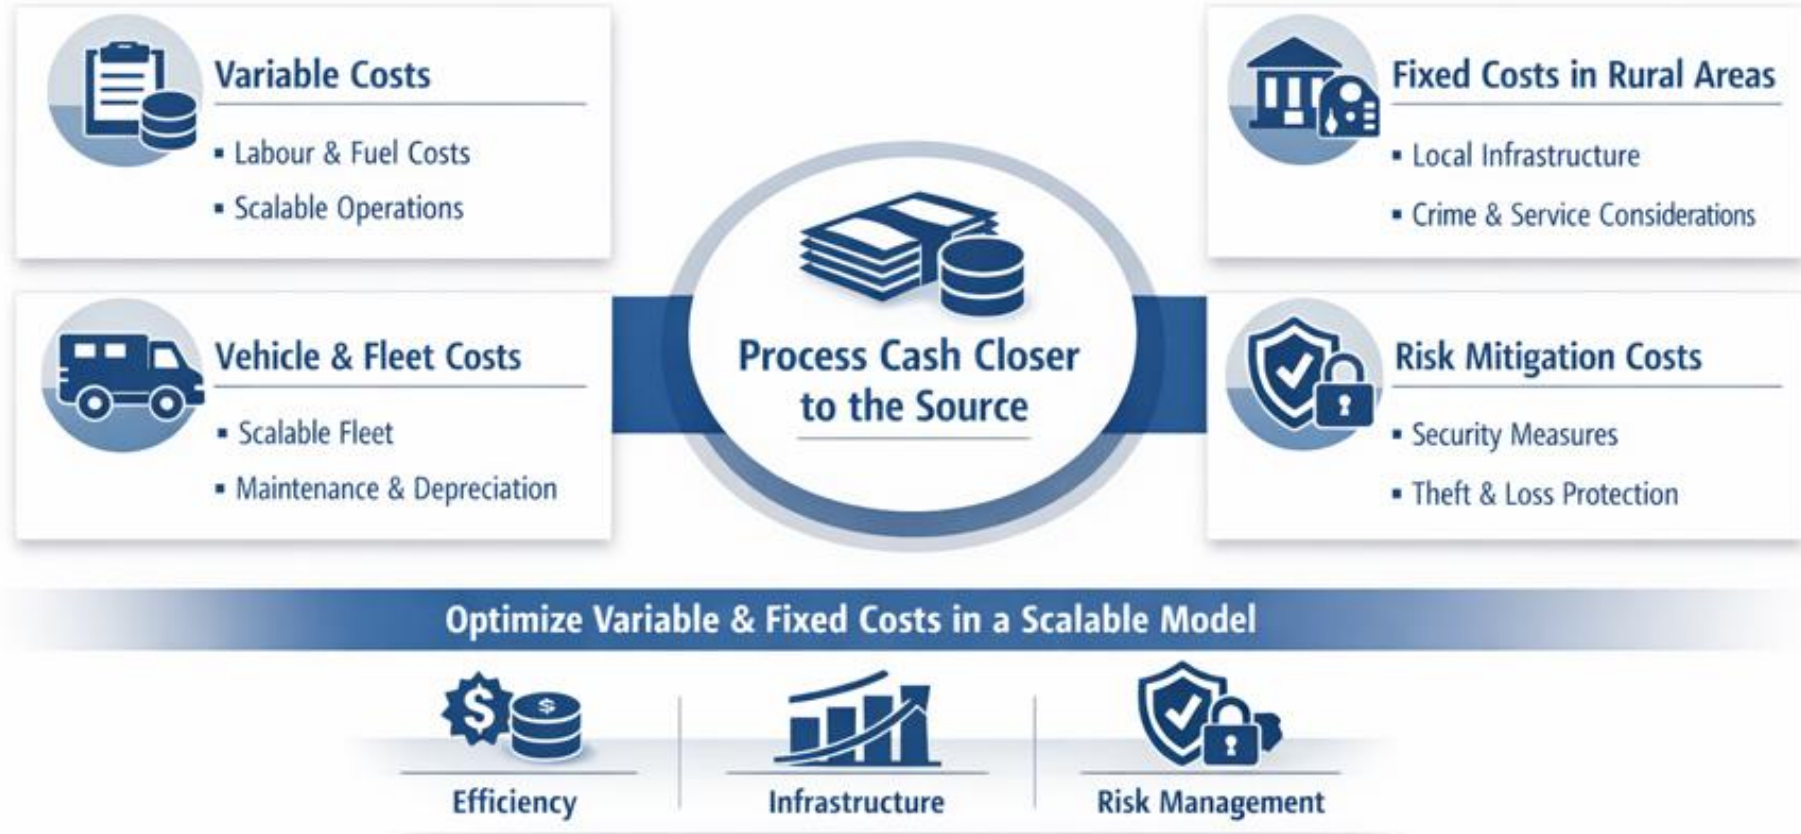 Variable Costs
▪ Labour & Fuel Costs
▪ Scalable Operations
Vehicle & Fleet Costs
▪ Scalable Fleet
▪ Maintenance & Depreciation
Process Cash Closer
to the Source
Fixed Costs in Rural Areas
▪ Local Infrastructure
▪ Crime & Service Considerations
Risk Mitigation Costs
▪ Security Measures
▪ Theft & Loss Protection
Optimize Variable & Fixed Costs in a Scalable Model
$ $
Efficiency
Infrastructure
Risk Management